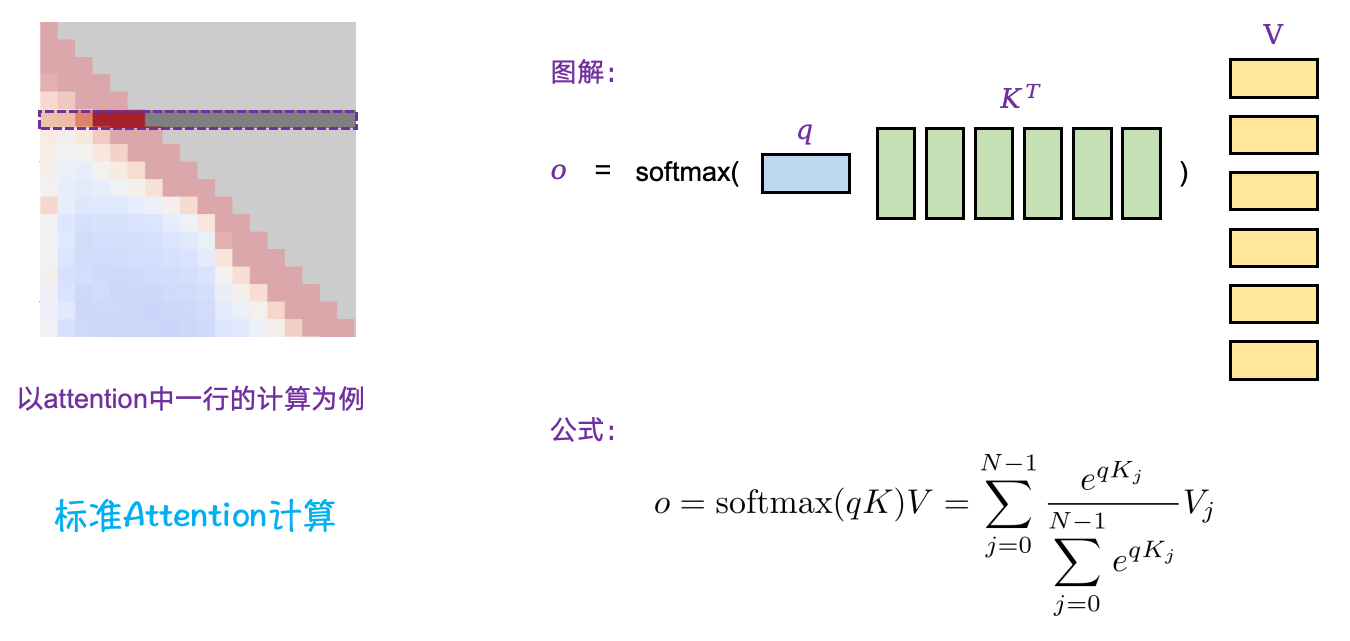 以attention中一行的计算为例
标准Attention计算
图解：
o = softmax( q K^T ) V
公式：
o = softmax(qK)V = \sum_{j=0}^{N-1} \frac{e^{qK_j}}{\sum_{j=0}^{N-1} e^{qK_j}} V_j